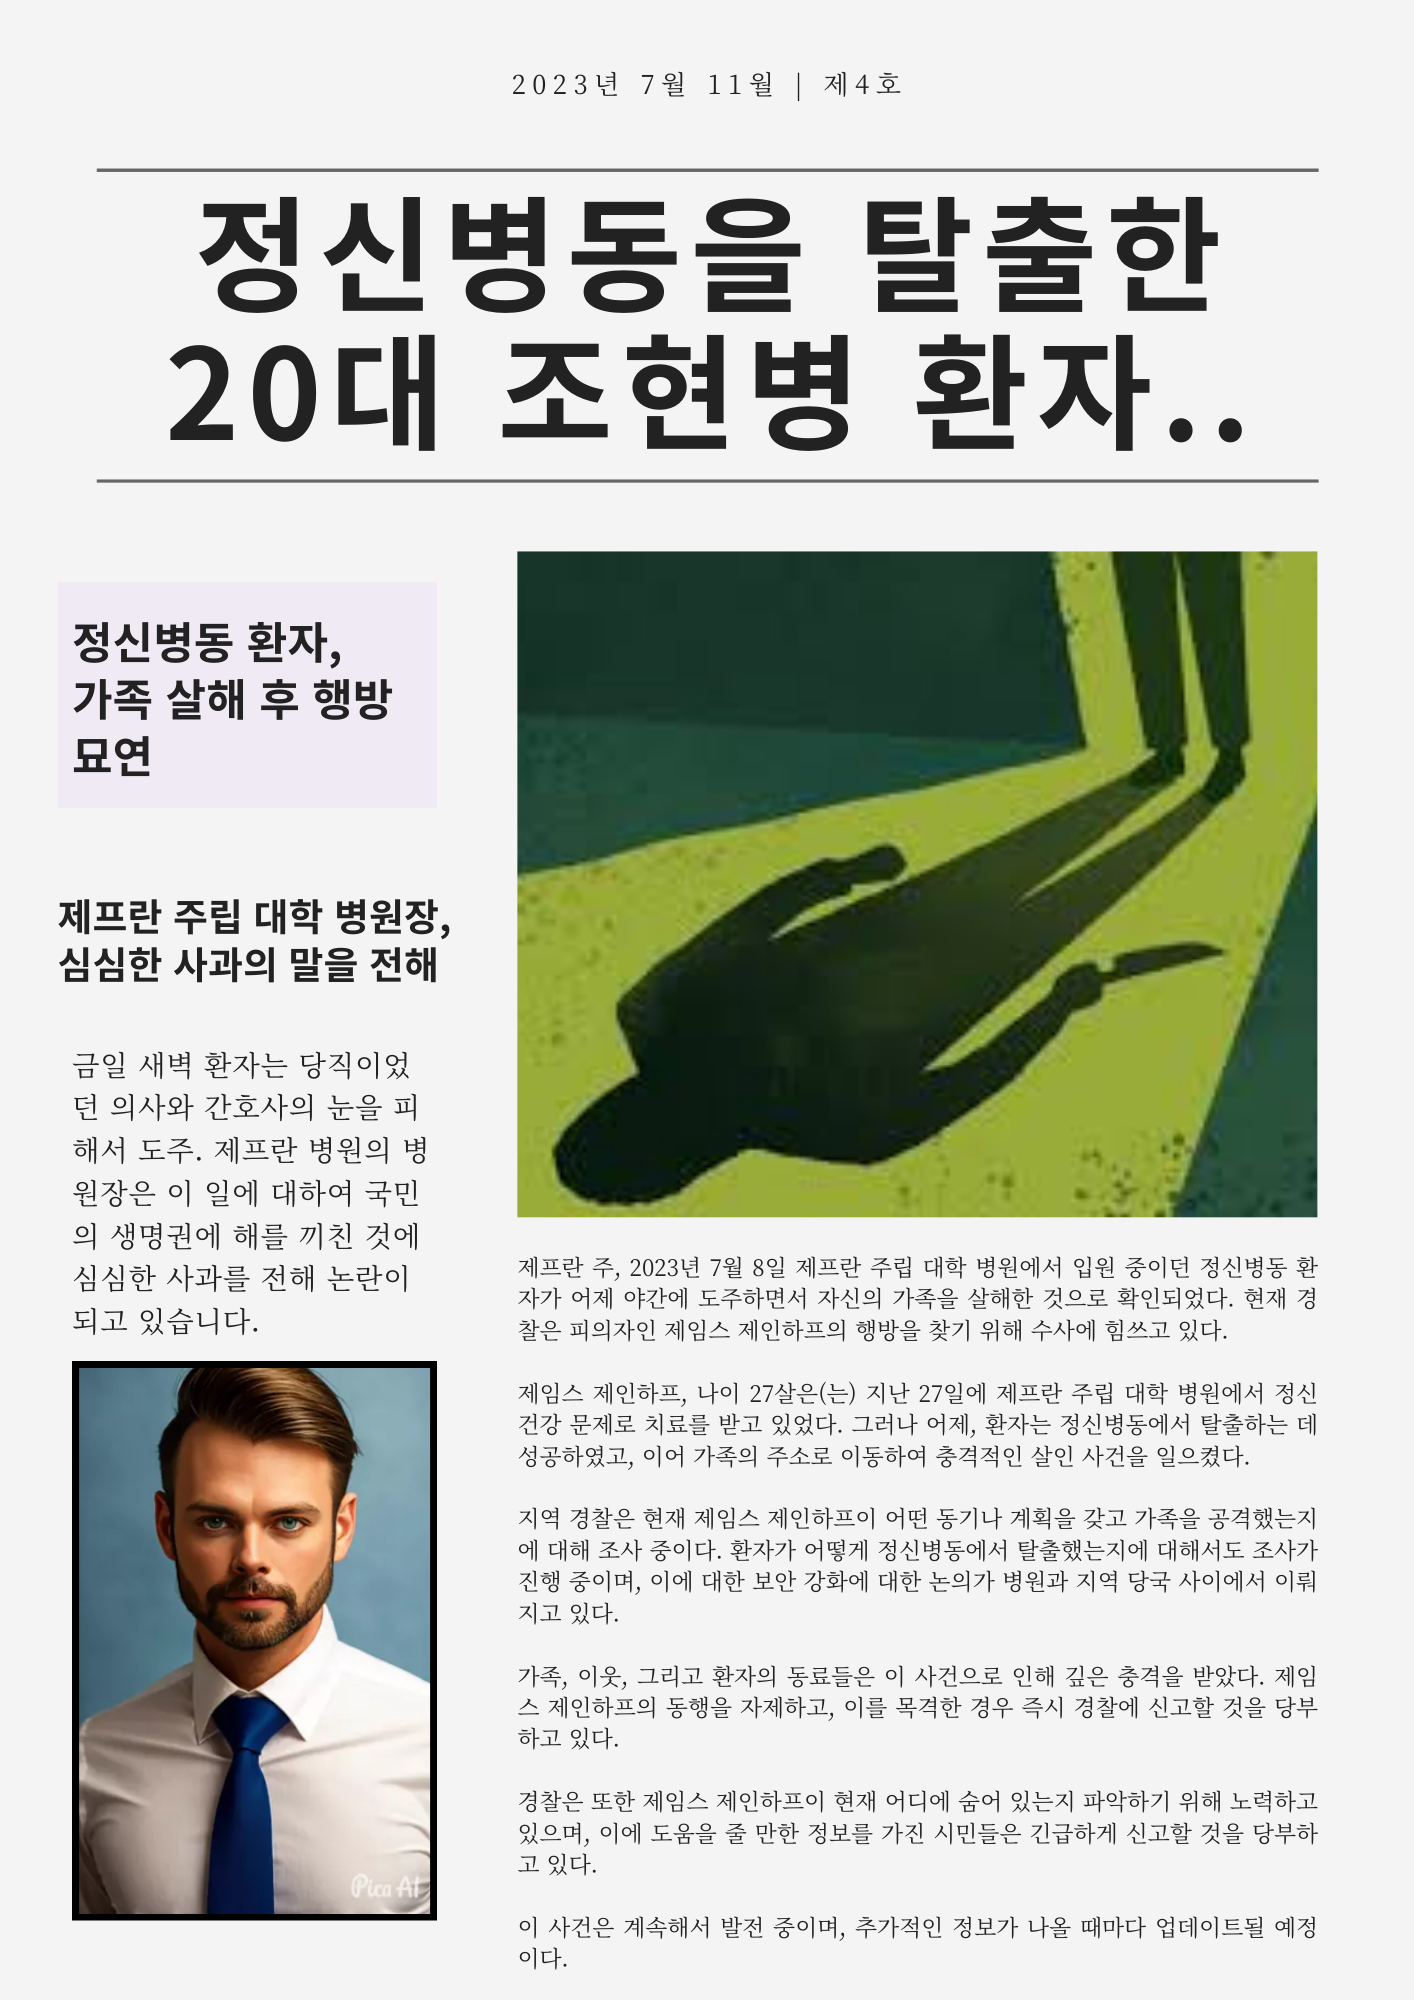 2023년 7월 11월 | 제4호
정신병동을 탈출한
20대 조현병 환자..
정신병동 환자,
가족 살해 후 행방
묘연
제프란 주립 대학 병원장,
심심한 사과의 말을 전해
금일 새벽 환자는 당직이었
던 의사와 간호사의 눈을 피
해서 도주. 제프란 병원의 병
원장은 이 일에 대하여 국민
의 생명권에 해를 끼친 것에
심심한 사과를 전해 논란이
되고 있습니다.
Pica AI
제프란 주, 2023년 7월 8일 제프란 주립 대학 병원에서 입원 중이던 정신병동 환
자가 어제 야간에 도주하면서 자신의 가족을 살해한 것으로 확인되었다. 현재 경
찰은 피의자인 제임스 제인하프의 행방을 찾기 위해 수사에 힘쓰고 있다.
제임스 제인하프, 나이 27살은(는) 지난 27일에 제프란 주립 대학 병원에서 정신
건강 문제로 치료를 받고 있었다. 그러나 어제, 환자는 정신병동에서 탈출하는 데
성공하였고, 이어 가족의 주소로 이동하여 충격적인 살인 사건을 일으켰다.
지역 경찰은 현재 제임스 제인하프이 어떤 동기나 계획을 갖고 가족을 공격했는지
에 대해 조사 중이다. 환자가 어떻게 정신병동에서 탈출했는지에 대해서도 조사가
진행 중이며, 이에 대한 보안 강화에 대한 논의가 병원과 지역 당국 사이에서 이뤄
지고 있다.
가족, 이웃, 그리고 환자의 동료들은 이 사건으로 인해 깊은 충격을 받았다. 제임
스 제인하프의 동행을 자제하고, 이를 목격한 경우 즉시 경찰에 신고할 것을 당부
하고 있다.
경찰은 또한 제임스 제인하프이 현재 어디에 숨어 있는지 파악하기 위해 노력하고
있으며, 이에 도움을 줄 만한 정보를 가진 시민들은 긴급하게 신고할 것을 당부하
고 있다.
이 사건은 계속해서 발전 중이며, 추가적인 정보가 나올 때마다 업데이트될 예정
이다.